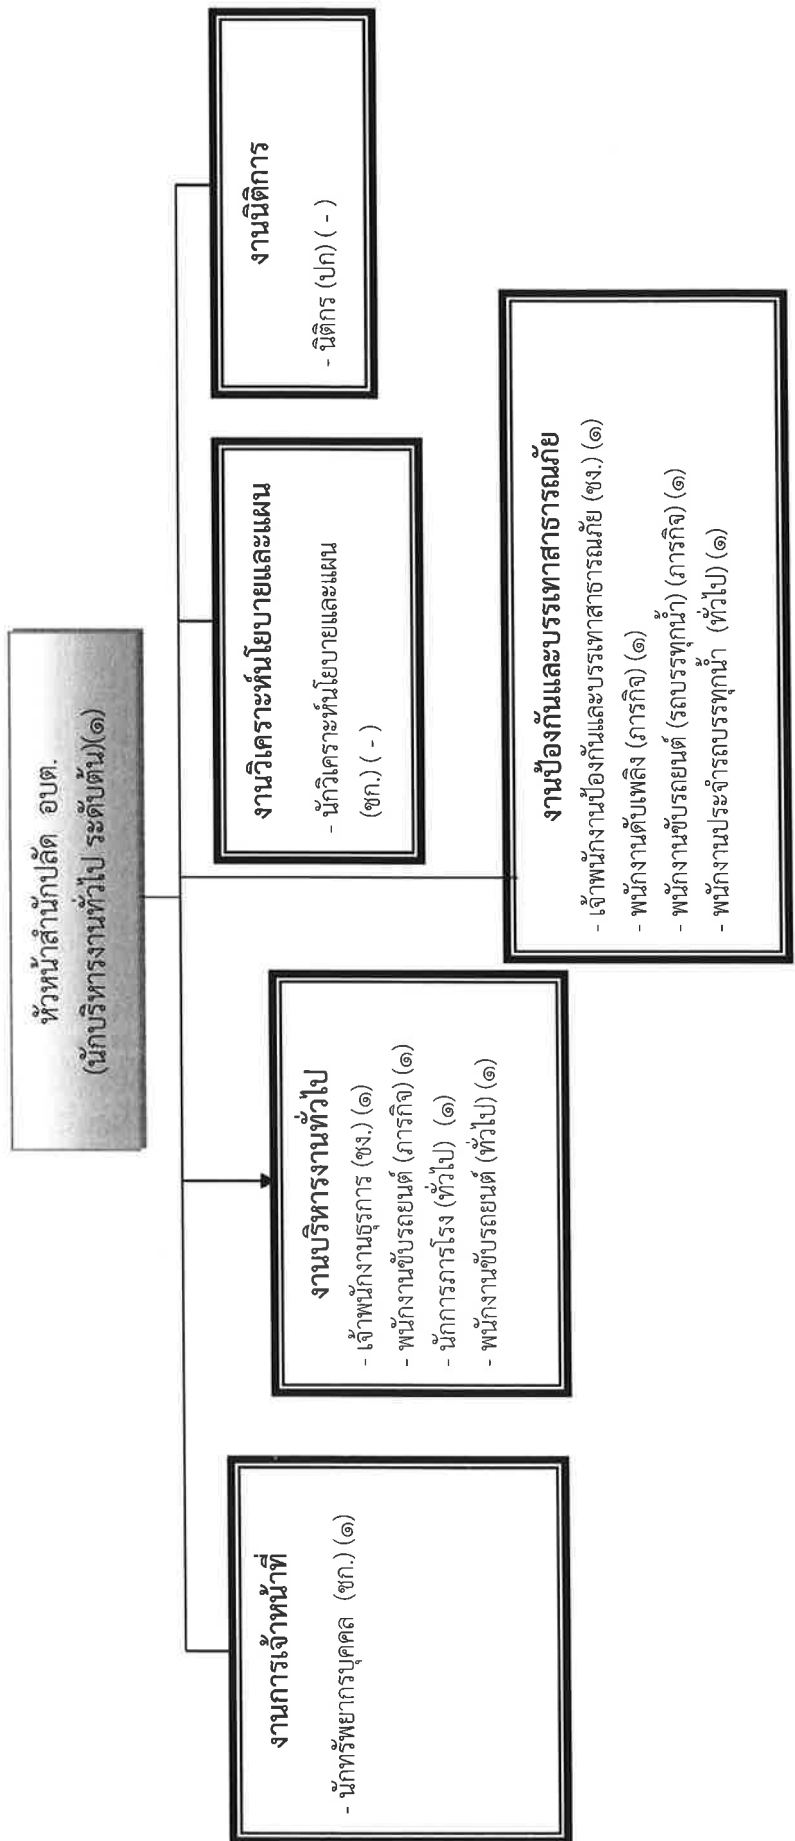 หัวหน้าสำนักปลัด อบต.
(นักบริหารงานทั่วไป ระดับต้น)(๑)
งานการเจ้าหน้าที่
- นักทรัพยากรบุคคล (ชก.) (๑)
งานบริหารงานทั่วไป
- เจ้าพนักงานธุรการ (ชง.) (๑)
- พนักงานขับรถยนต์ (ภารกิจ) (๑)
- นักการภารโรง (ทั่วไป) (๑)
- พนักงานขับรถยนต์ (ทั่วไป) (๑)
งานป้องกันและบรรเทาสาธารณภัย
- เจ้าพนักงานป้องกันและบรรเทาสาธารณภัย (ชง.) (๑)
- พนักงานดับเพลิง (ภารกิจ) (๑)
- พนักงานขับรถยนต์ (รถบรรทุกน้ำ) (ภารกิจ) (๑)
- พนักงานประจำรถบรรทุกน้ำ (ทั่วไป) (๑)
งานวิเคราะห์นโยบายและแผน
- นักวิเคราะห์นโยบายและแผน
(ชก.) ( - )
งานนิติการ
- นิติกร (ปก) ( - )